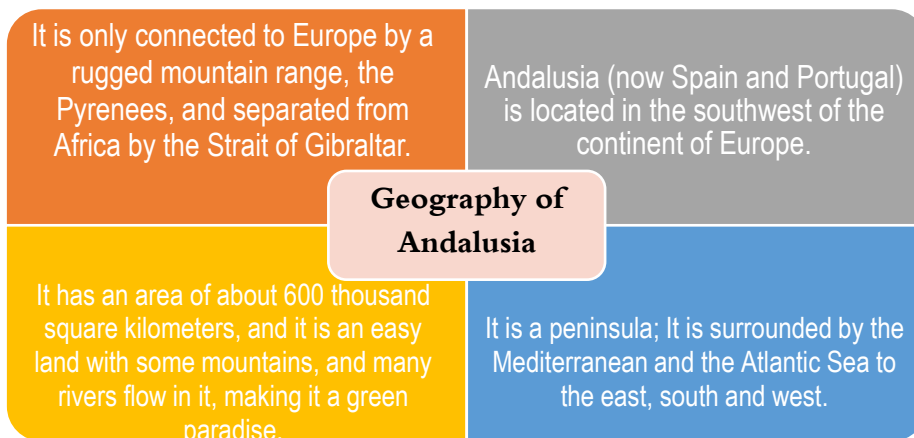 It is only connected to Europe by a
rugged mountain range, the
Pyrenees, and separated from
Africa by the Strait of Gibraltar.
Andalusia (now Spain and Portugal)
is located in the southwest of the
continent of Europe.
Geography of
Andalusia
It has an area of about 600 thousand
square kilometers, and it is an easy
land with some mountains, and many
rivers flow in it, making it a green
paradise.
It is a peninsula; It is surrounded by the
Mediterranean and the Atlantic Sea to
the east, south and west.